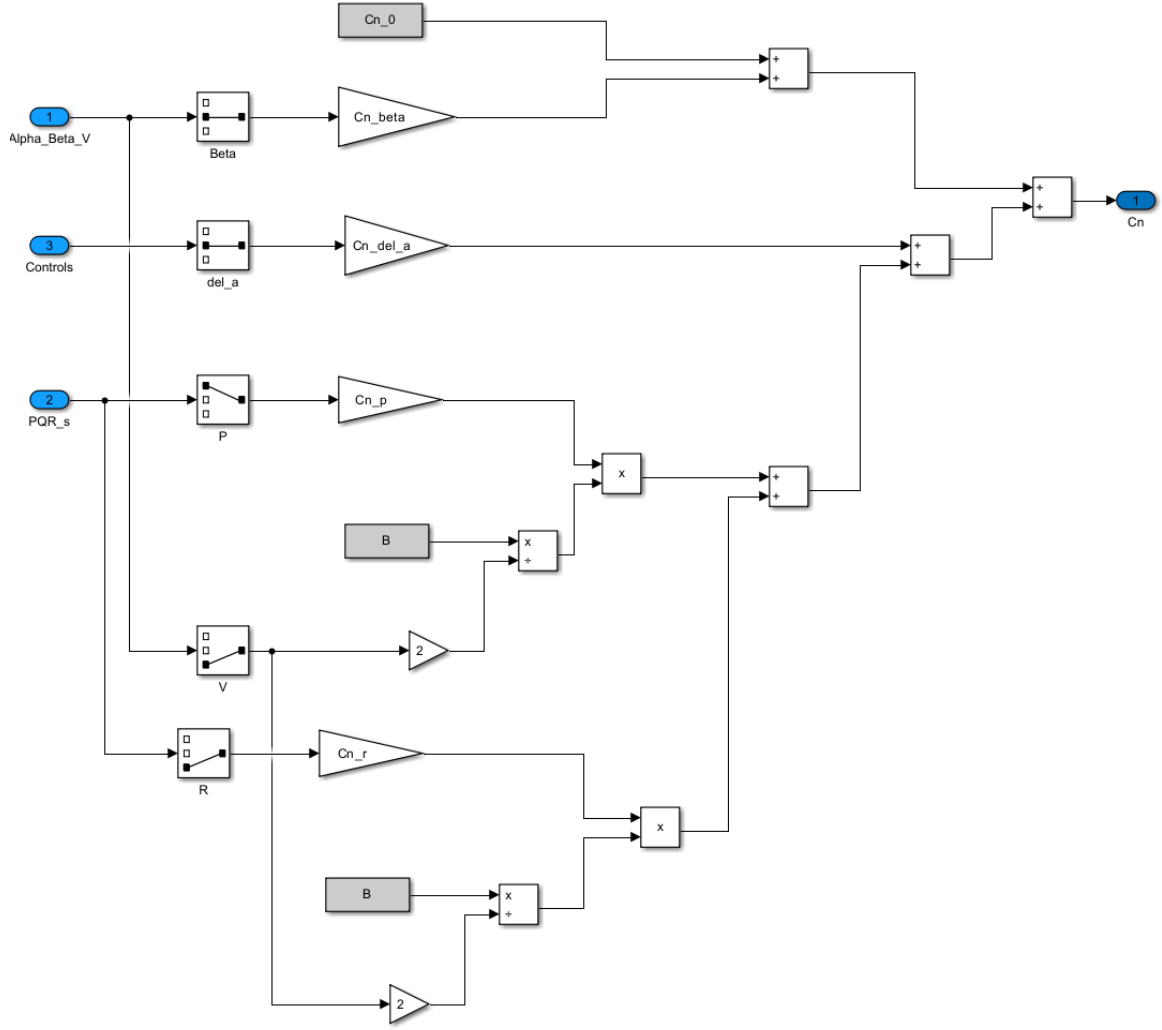 Cn_0
+
+
1
Alpha_Beta_V
Beta
Cn_beta
+
+
1
Cn
3
Controls
del_a
Cn_del_a
+
+
2
PQR_s
P
Cn_p
x
+
+
B
x
÷
V
2
R
Cn_r
x
B
x
÷
2